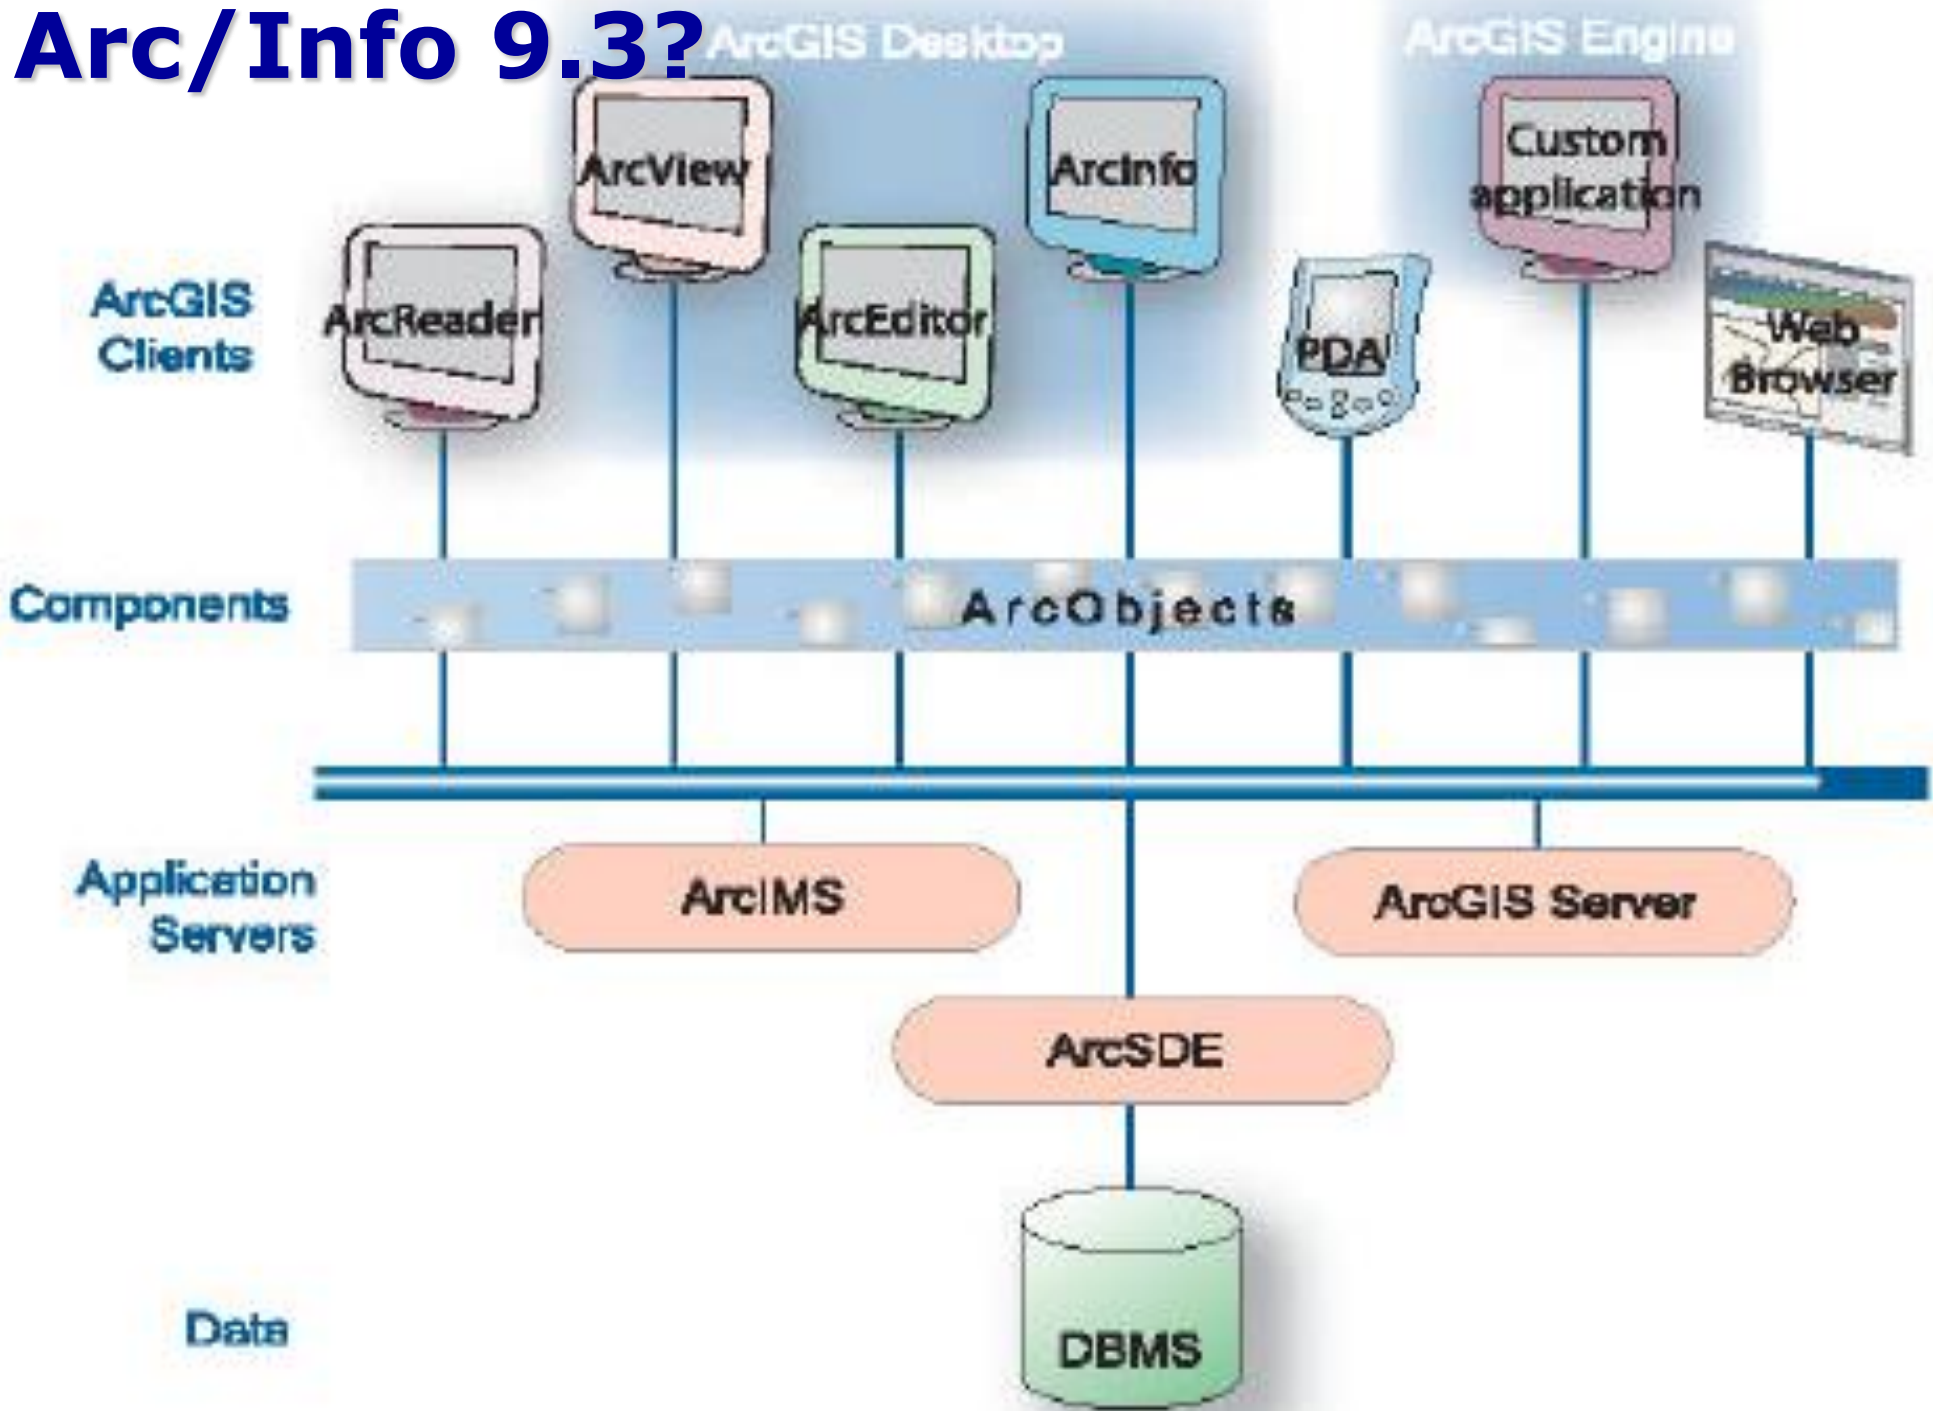 Arc/Info 9.3?
ArcGIS Desktop
ArcGIS Engine
ArcView
ArcInfo
Custom
application
ArcGIS
Clients
ArcReader
ArcEditor
PDA
Web
Browser
Components
ArcObjects
Application
Servers
ArcIMS
ArcGIS Server
ArcSDE
Data
DBMS